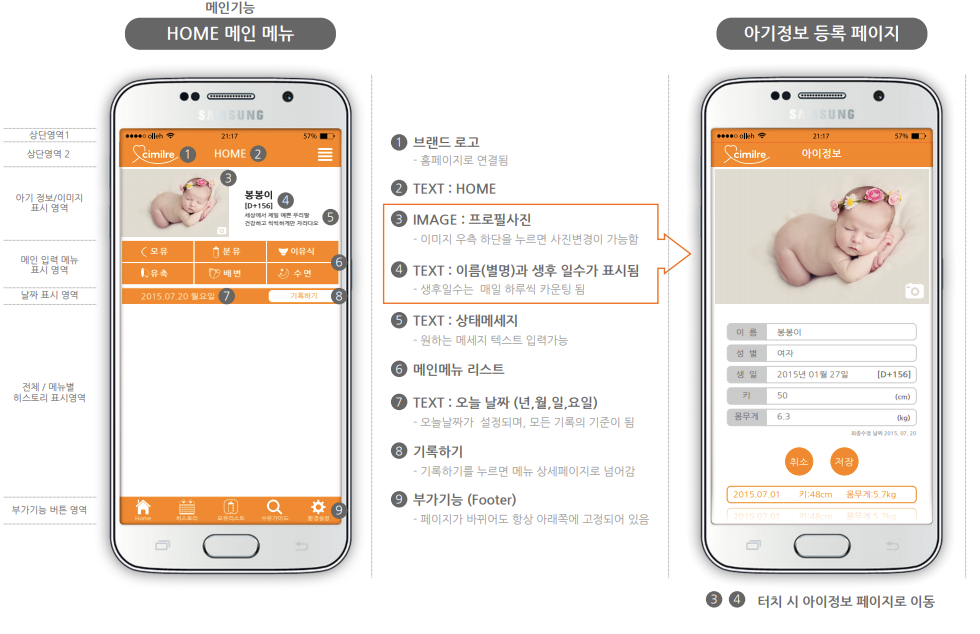 메인기능
HOME 메인 메뉴
상단영역1
상단영역 2
아기 정보/이미지
표시 영역
메인 입력 메뉴
표시 영역
날짜 표시 영역
전체 / 메뉴별
히스토리 표시영역
부가기능 버튼 영역
SAMSUNG
olleh 21:17 57%
cimilre 1 HOME 2
3
봉봉이 4
[D+156]
세상에서 제일 예쁜 우리딸
건강하고 씩씩하게만 자라다오 5
모유 분유 이유식
6
유축 배변 수면
2015.07.20 월요일 7 기록하기 8
9
Home 히스토리 수유가이드 환경설정
1 브랜드 로고
- 홈페이지로 연결됨
2 TEXT : HOME
3 IMAGE : 프로필사진
- 이미지 우측 하단을 누르면 사진변경이 가능함
4 TEXT : 이름(별명)과 생후 일수가 표시됨
- 생후일수는 매일 하루씩 카운팅 됨
5 TEXT : 상태메세지
- 원하는 메세지 텍스트 입력가능
6 메인메뉴 리스트
7 TEXT : 오늘 날짜 (년,월,일,요일)
- 오늘날짜가 설정되며, 모든 기록의 기준이 됨
8 기록하기
- 기록하기를 누르면 메뉴 상세페이지로 넘어감
9 부가기능 (Footer)
- 페이지가 바뀌어도 항상 아래쪽에 고정되어 있음
아기정보 등록 페이지
SAMSUNG
olleh 21:17 57%
cimilre 아이정보
이 름 봉봉이
성 별 여자
생 일 2015년 01월 27일 [D+156]
키 50 (cm)
몸무게 6.3 (kg)
최종수정 날짜 2015. 07. 20
취소 저장
2015.07.01 키:48cm 몸무게:5.7kg
2015.07.01 키:48cm 몸무게:5.7kg
3 4 터치 시 아이정보 페이지로 이동